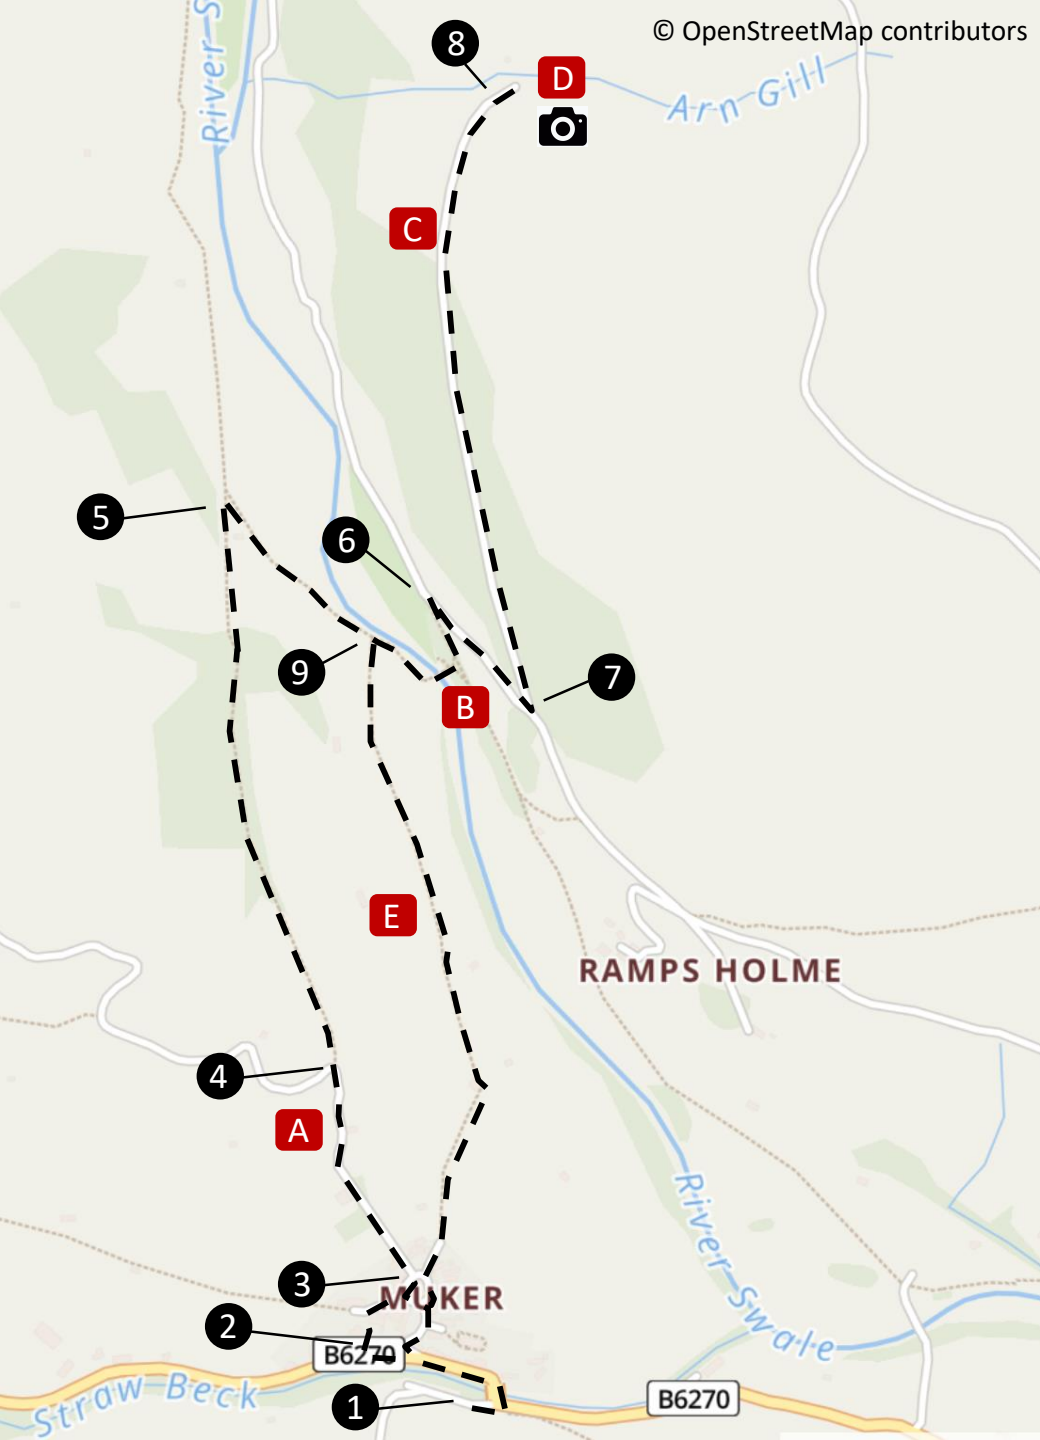 © OpenStreetMap contributors
River S
8
D
Arn Gill
C
5
6
9
7
B
E
RAMPS HOLME
4
A
River Swale
3
MUKER
2
B6270
B6270
1
Straw Beck